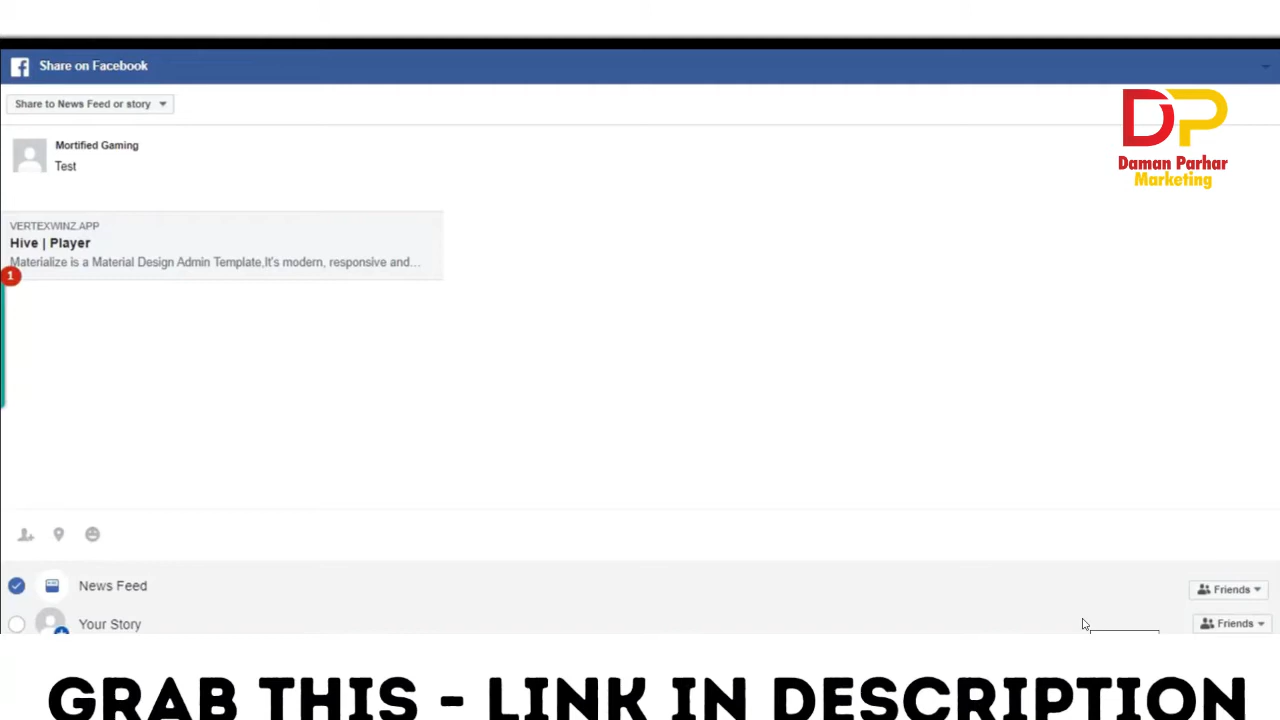 Share on Facebook
Share to News Feed or story
DP
Daman Parhar
Marketing
Mortified Gaming
Test
VERTEXWINZ.APP
Hive | Player
Materialize is a Material Design Admin Template,It's modern, responsive and...
1
News Feed
Friends
Your Story
Friends
GRAB THIS - LINK IN DESCRIPTION